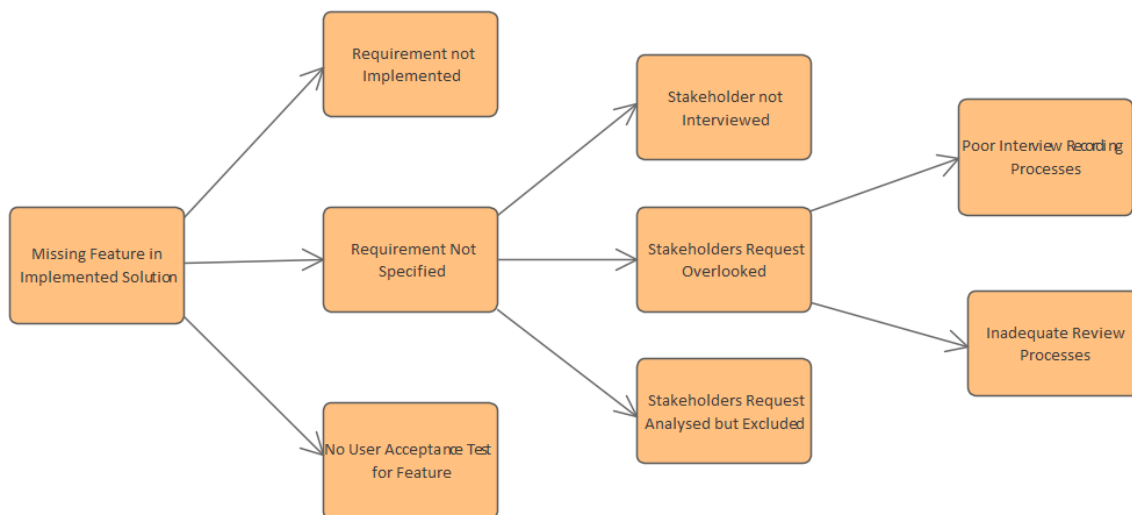 Requirement not
Implemented
Stakeholder not
Interviewed
Poor Interview Recording
Processes
Missing Feature in
Implemented Solution
Requirement Not
Specified
Stakeholders Request
Overlooked
Inadequate Review
Processes
Stakeholders Request
Analysed but Excluded
No User Acceptance Test
for Feature